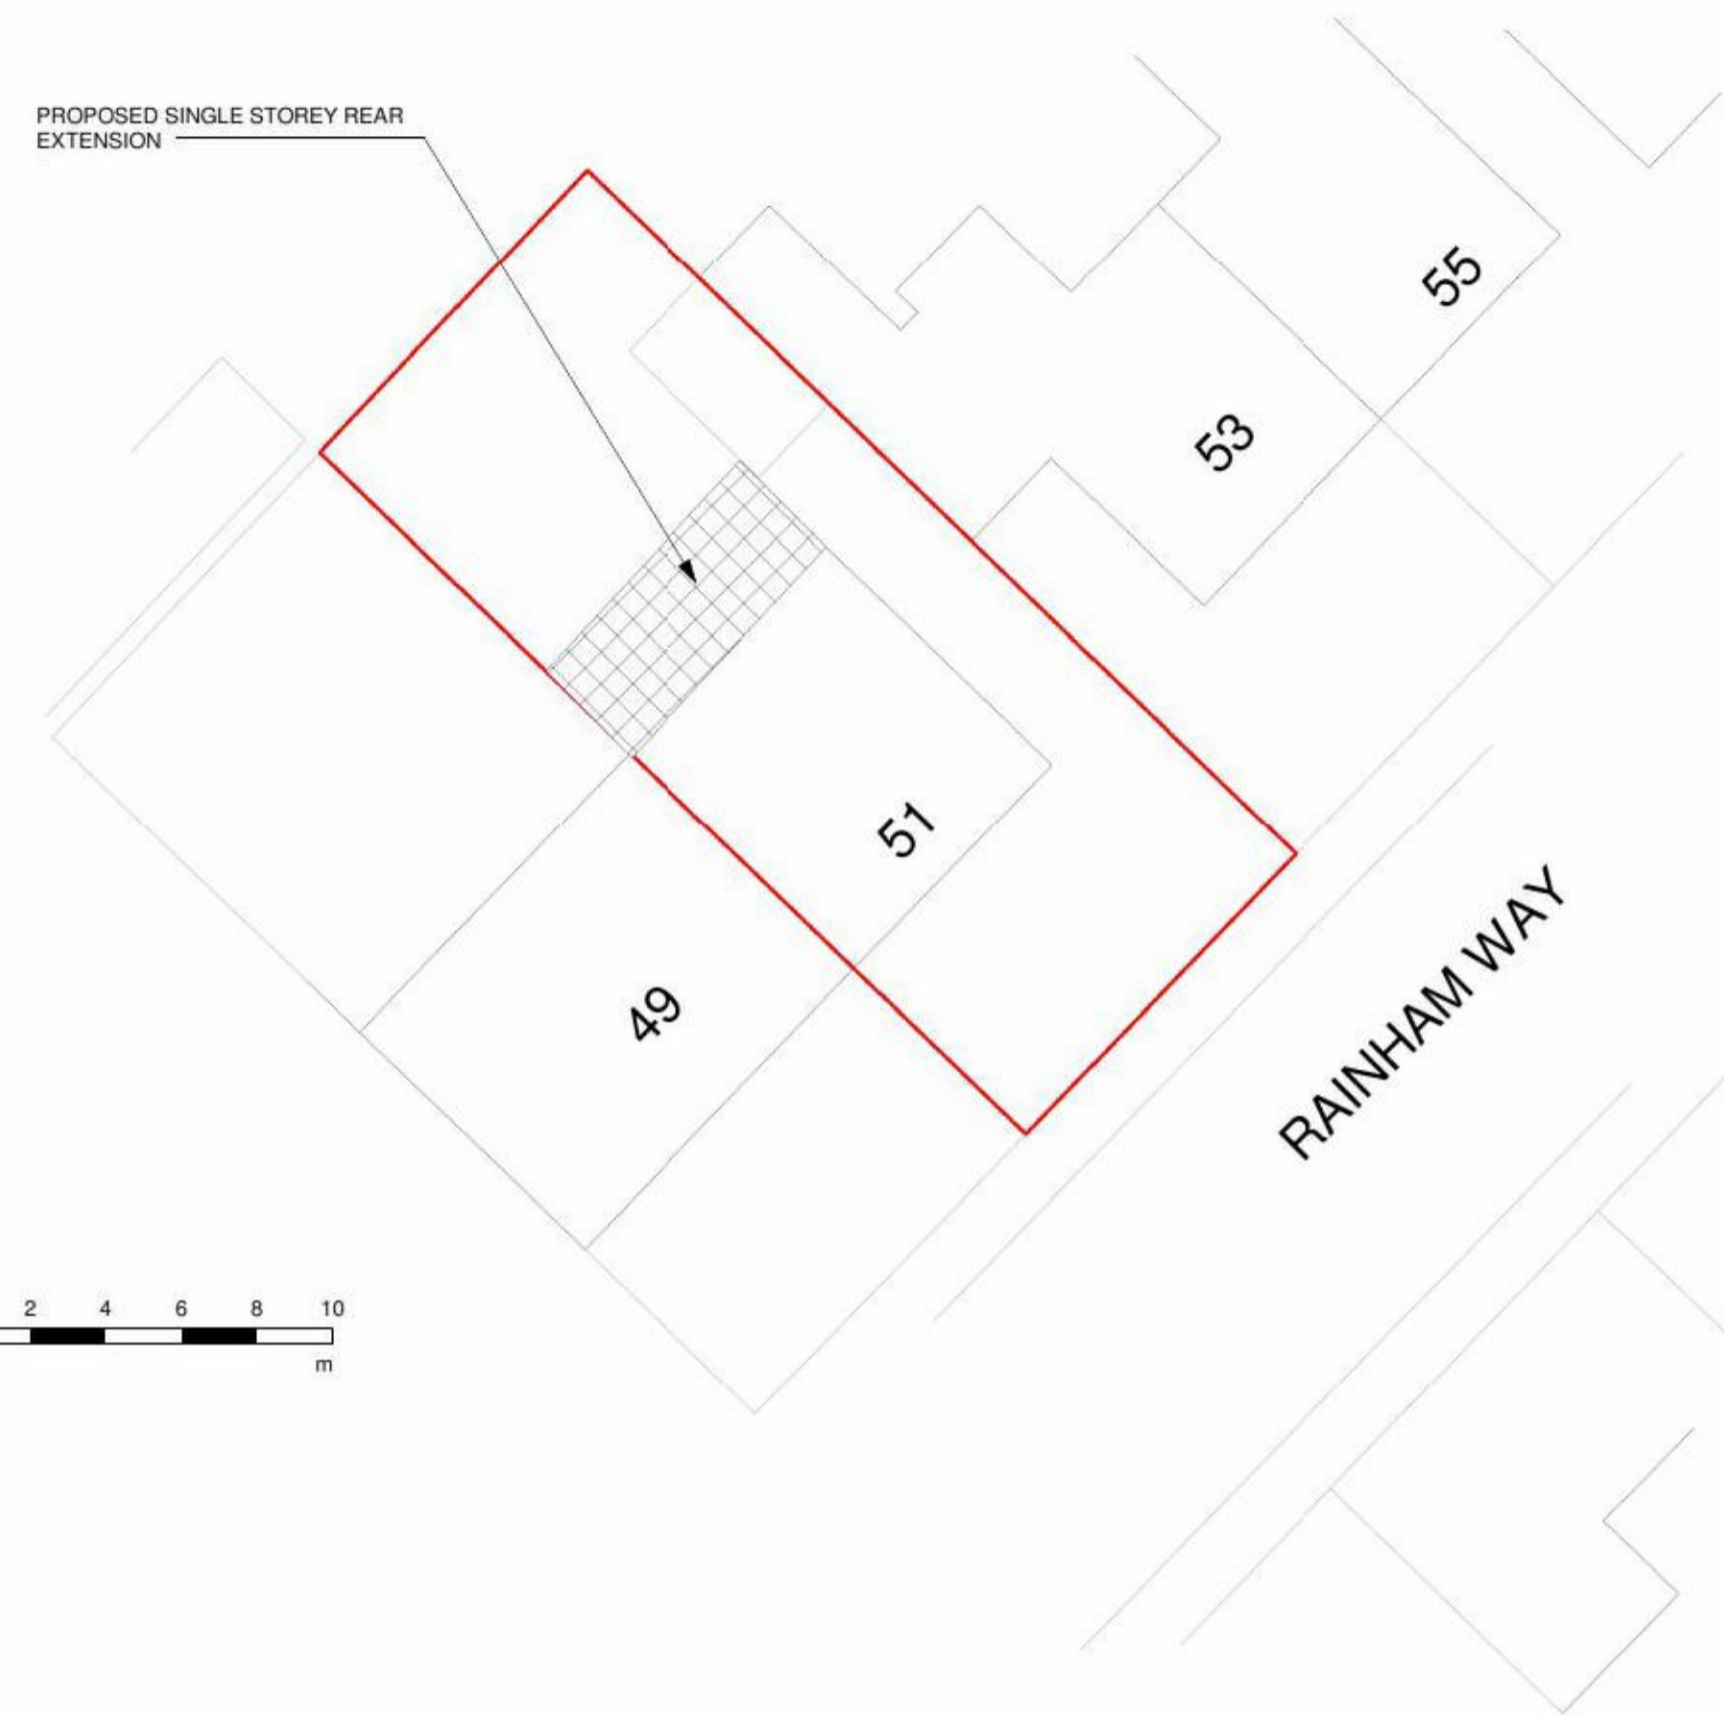 PROPOSED SINGLE STOREY REAR
EXTENSION
55
53
51
49
RAINHAM WAY
2 4 6 8 10
m